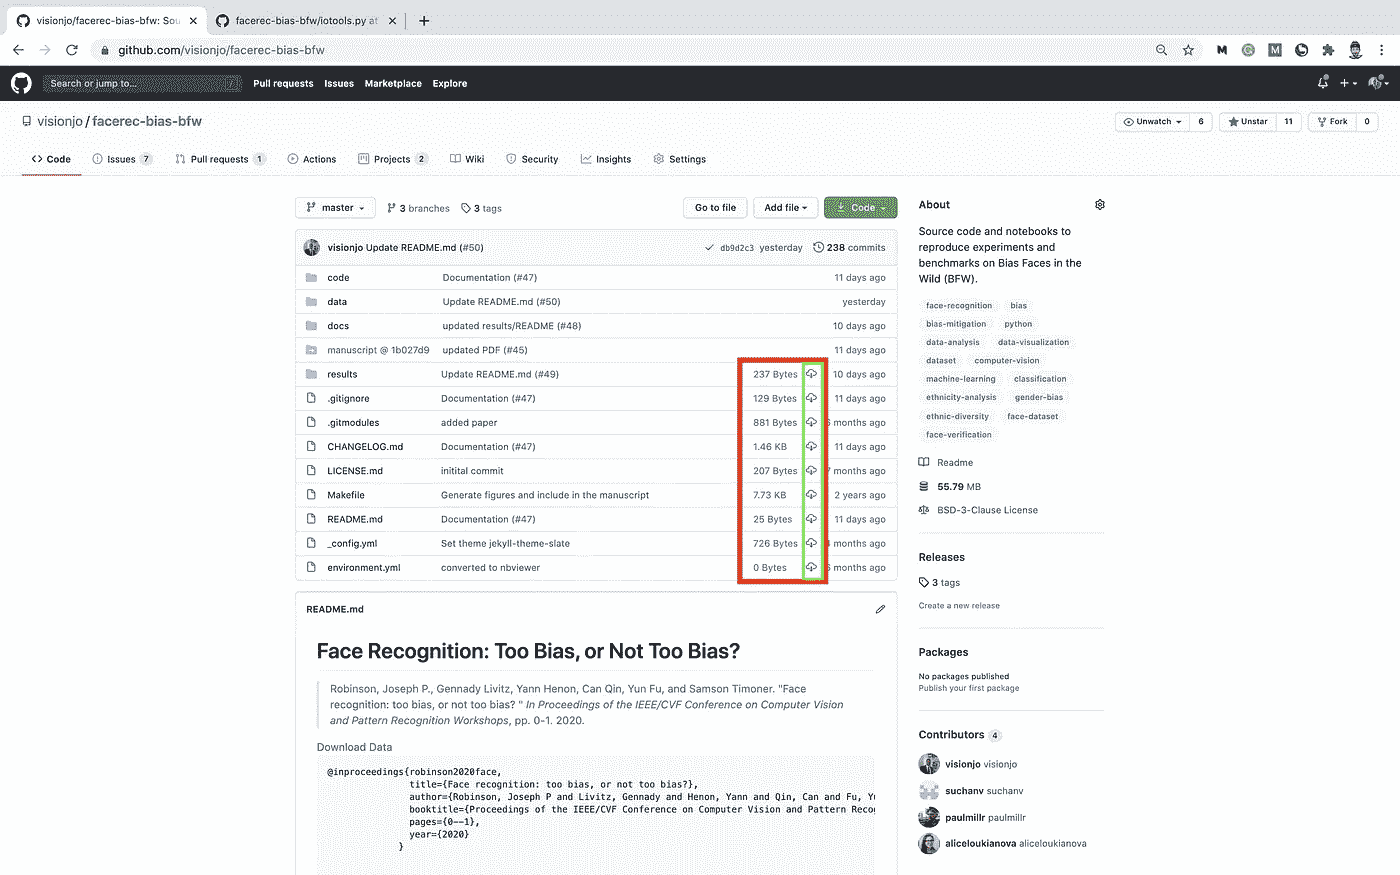 visionjo/facerec-bias-bfw: Sou
facerec-bias-bfw/iotools.py at
github.com/visionjo/facerec-bias-bfw
Search or jump to...
/
Pull requests
Issues
Marketplace
Explore
visionjo / facerec-bias-bfw
Unwatch 6
Unstar 11
Fork 0
Code
Issues 7
Pull requests 1
Actions
Projects 2
Wiki
Security
Insights
Settings
master
3 branches
3 tags
Go to file
Add file
Code
visionjo Update README.md (#50)
db9d2c3 yesterday
238 commits
code Documentation (#47) 11 days ago
data Update README.md (#50) yesterday
docs updated results/README (#48) 10 days ago
manuscript @ 1b027d9 updated PDF (#45) 11 days ago
results Update README.md (#49) 237 Bytes 10 days ago
.gitignore Documentation (#47) 129 Bytes 11 days ago
.gitmodules added paper 881 Bytes months ago
CHANGELOG.md Documentation (#47) 1.46 KB 11 days ago
LICENSE.md initital commit 207 Bytes months ago
Makefile Generate figures and include in the manuscript 7.73 KB 2 years ago
README.md Documentation (#47) 25 Bytes 11 days ago
_config.yml Set theme jekyll-theme-slate 726 Bytes months ago
environment.yml converted to nbviewer 0 Bytes months ago
README.md
Face Recognition: Too Bias, or Not Too Bias?
Robinson, Joseph P., Gennady Livitz, Yann Henon, Can Qin, Yun Fu, and Samson Timoner. "Face
recognition: too bias, or not too bias? " In Proceedings of the IEEE/CVF Conference on Computer Vision
and Pattern Recognition Workshops, pp. 0-1. 2020.
Download Data
@inproceedings{robinson2020face,
title={Face recognition: too bias, or not too bias?},
author={Robinson, Joseph P and Livitz, Gennady and Henon, Yann and Qin, Can and Fu, Yu
booktitle={Proceedings of the IEEE/CVF Conference on Computer Vision and Pattern Reco
pages={0--1},
year={2020}
}
About
Source code and notebooks to
reproduce experiments and
benchmarks on Bias Faces in the
Wild (BFW).
face-recognition bias
bias-mitigation python
data-analysis data-visualization
dataset computer-vision
machine-learning classification
ethnicity-analysis gender-bias
ethnic-diversity face-dataset
face-verification
Readme
55.79 MB
BSD-3-Clause License
Releases
3 tags
Create a new release
Packages
No packages published
Publish your first package
Contributors 4
visionjo visionjo
suchanv suchanv
paulmillr paulmillr
aliceloukianova aliceloukianova